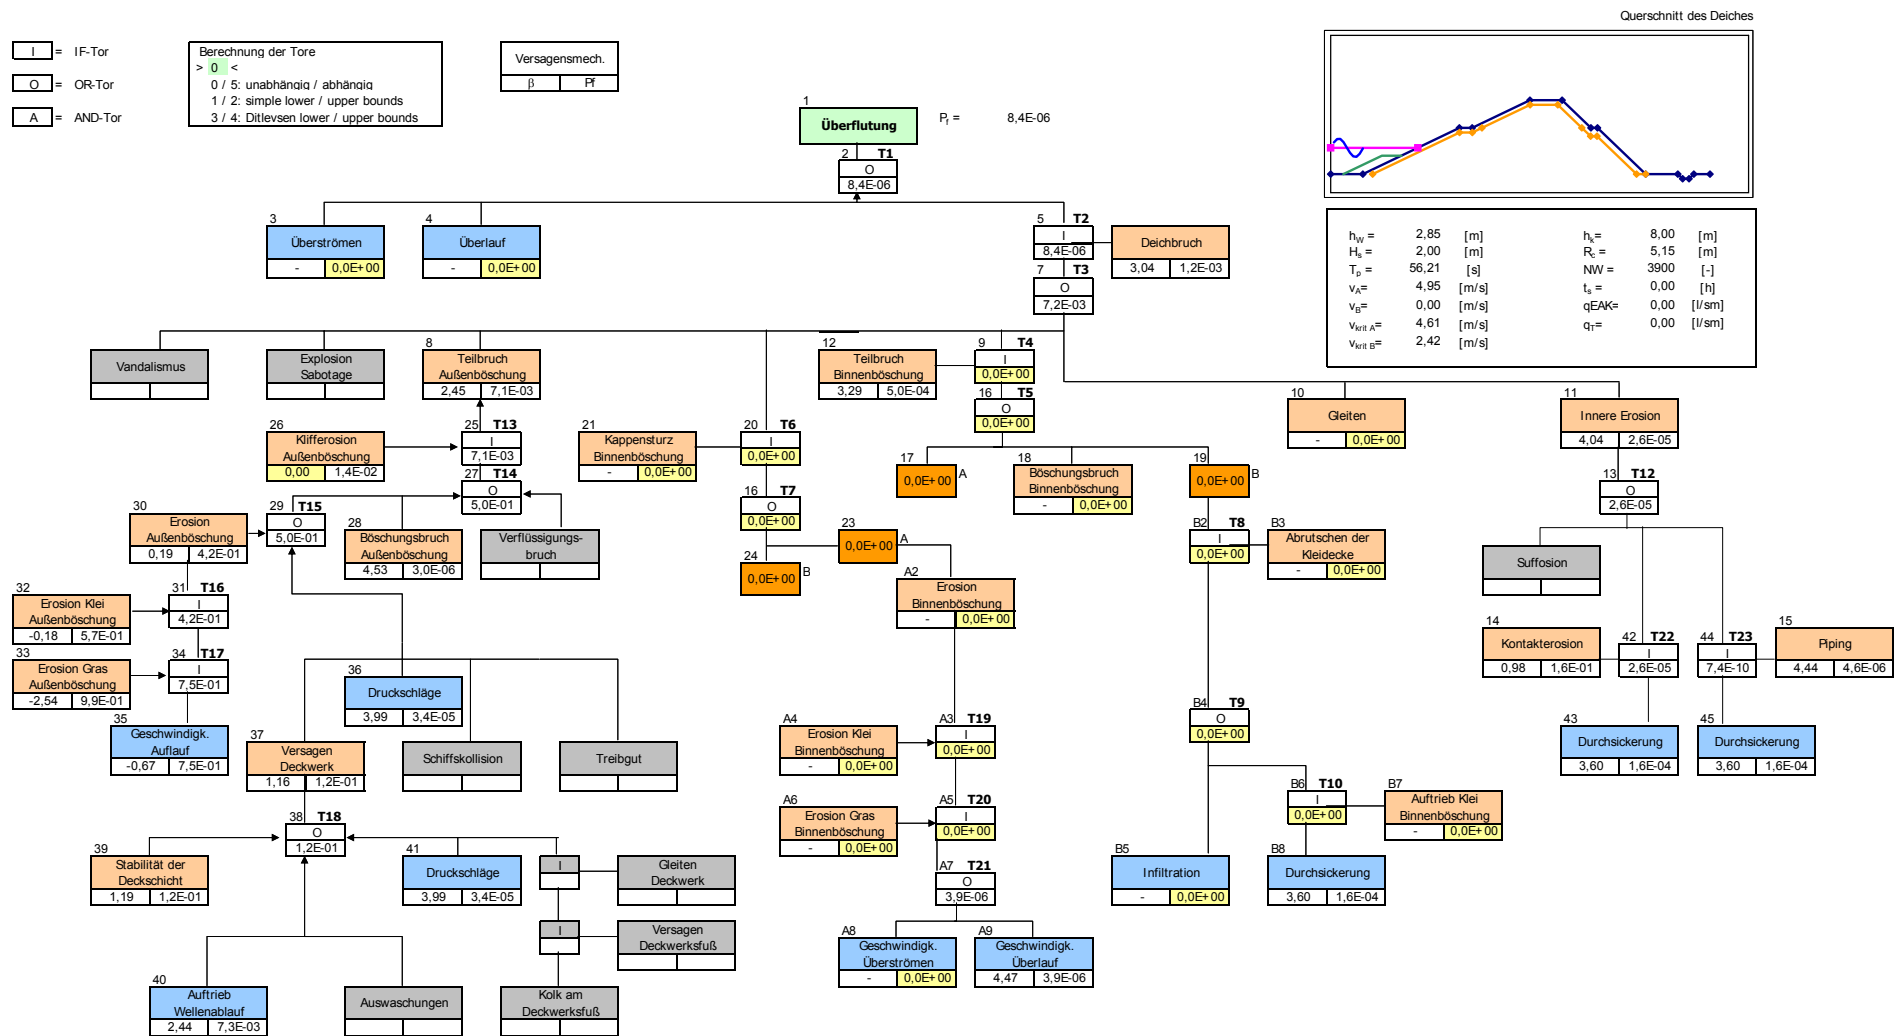 Querschnitt des Deiches
I = IF-Tor
O = OR-Tor
A = AND-Tor
Berechnung der Tore
> 0 <
0 / 5: unabhängig / abhängig
1 / 2: simple lower / upper bounds
3 / 4: Ditlevsen lower / upper bounds
Versagensmech.
β Pf
1
Überflutung
Pf = 8,4E-06
2 T1
O
8,4E-06
3
Überströmen
- 0,0E+00
4
Überlauf
- 0,0E+00
5 T2
I
8,4E-06
Deichbruch
3,04 1,2E-03
7 T3
O
7,2E-03
hW = 2,85 [m] hk= 8,00 [m]
Hs = 2,00 [m] Rc = 5,15 [m]
Tp = 56,21 [s] NW = 3900 [-]
vA= 4,95 [m/s] ts = 0,00 [h]
vB= 0,00 [m/s] qEAK= 0,00 [l/sm]
vkrit A= 4,61 [m/s] qT= 0,00 [l/sm]
vkrit B= 2,42 [m/s]
Vandalismus
Explosion
Sabotage
8
Teilbruch
Außenböschung
2,45 7,1E-03
12
Teilbruch
Binnenböschung
3,29 5,0E-04
9 T4
I
0,0E+00
16 T5
O
0,0E+00
10
Gleiten
- 0,0E+00
11
Innere Erosion
4,04 2,6E-05
26
Klifferosion
Außenböschung
0,00 1,4E-02
25 T13
I
7,1E-03
27 T14
O
5,0E-01
21
Kappensturz
Binnenböschung
- 0,0E+00
20 T6
I
0,0E+00
17
0,0E+00 A
18
Böschungsbruch
Binnenböschung
- 0,0E+00
19
0,0E+00 B
13 T12
O
2,6E-05
30
Erosion
Außenböschung
0,19 4,2E-01
29 T15
O
5,0E-01
28
Böschungsbruch
Außenböschung
4,53 3,0E-06
Verflüssigungs-
bruch
16 T7
O
0,0E+00
23
0,0E+00 A
24
0,0E+00 B
B2 T8
I
0,0E+00
B3
Abrutschen der
Kleidecke
- 0,0E+00
Suffosion
A2
Erosion
Binnenböschung
- 0,0E+00
32
Erosion Klei
Außenböschung
-0,18 5,7E-01
31 T16
I
4,2E-01
33
Erosion Gras
Außenböschung
-2,54 9,9E-01
34 T17
I
7,5E-01
14
Kontakterosion
0,98 1,6E-01
42 T22
I
2,6E-05
44 T23
I
7,4E-10
15
Piping
4,44 4,6E-06
36
Druckschläge
3,99 3,4E-05
35
Geschwindigk.
Auflauf
-0,67 7,5E-01
37
Versagen
Deckwerk
1,16 1,2E-01
Schiffskollision
Treibgut
A4
Erosion Klei
Binnenböschung
- 0,0E+00
A3 T19
I
0,0E+00
B4 T9
O
0,0E+00
43
Durchsickerung
3,60 1,6E-04
45
Durchsickerung
3,60 1,6E-04
A6
Erosion Gras
Binnenböschung
- 0,0E+00
A5 T20
I
0,0E+00
B6 T10
I
0,0E+00
B7
Auftrieb Klei
Binnenböschung
- 0,0E+00
38 T18
O
1,2E-01
39
Stabilität der
Deckschicht
1,19 1,2E-01
41
Druckschläge
3,99 3,4E-05
I
Gleiten
Deckwerk
A7 T21
O
3,9E-06
B5
Infiltration
- 0,0E+00
B8
Durchsickerung
3,60 1,6E-04
I
Versagen
Deckwerksfuß
A8
Geschwindigk.
Überströmen
- 0,0E+00
A9
Geschwindigk.
Überlauf
4,47 3,9E-06
40
Auftrieb
Wellenablauf
2,44 7,3E-03
Auswaschungen
Kolk am
Deckwerksfuß